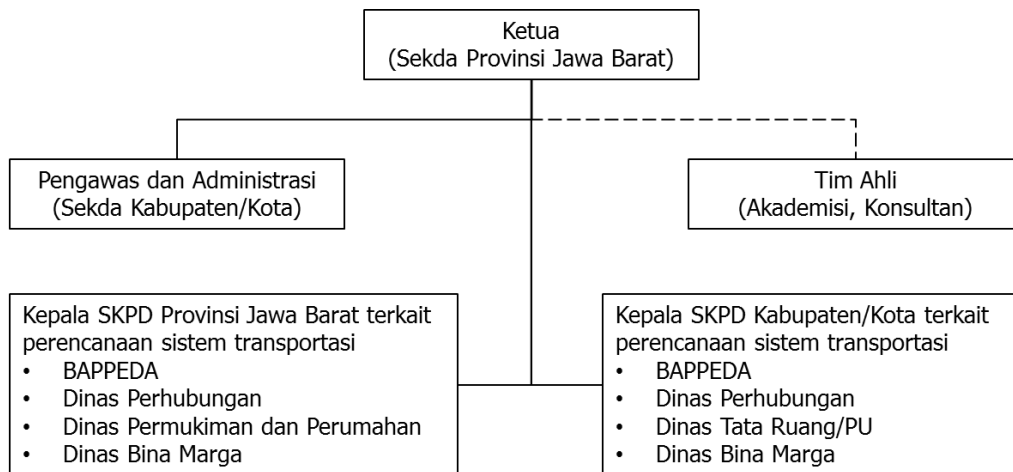 Ketua
(Sekda Provinsi Jawa Barat)
Pengawas dan Administrasi
(Sekda Kabupaten/Kota)
Tim Ahli
(Akademisi, Konsultan)
Kepala SKPD Provinsi Jawa Barat terkait
perencanaan sistem transportasi
• BAPPEDA
• Dinas Perhubungan
• Dinas Permukiman dan Perumahan
• Dinas Bina Marga
Kepala SKPD Kabupaten/Kota terkait
perencanaan sistem transportasi
• BAPPEDA
• Dinas Perhubungan
• Dinas Tata Ruang/PU
• Dinas Bina Marga